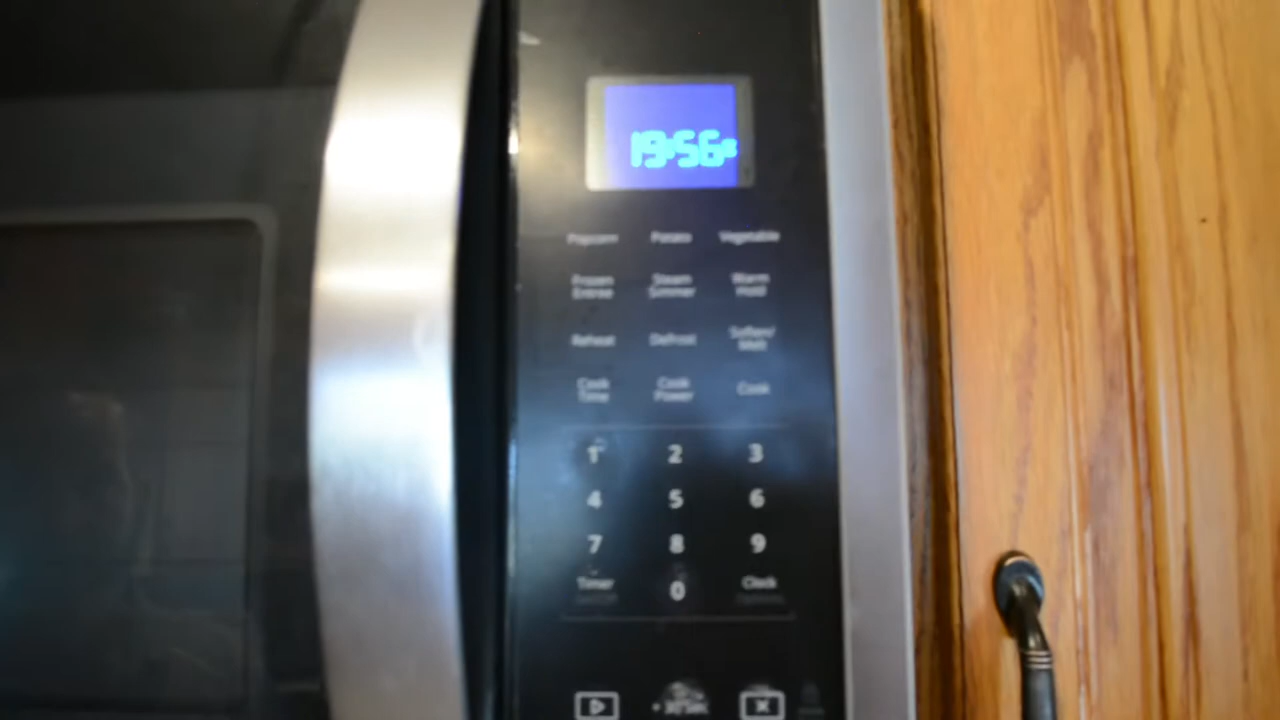 19:56
Popcorn Potato Vegetable
Frozen Entree
Steam Simmer
Warm Hold
Reheat Defrost
Soften/ Melt
Cook Time
Cook Power
Cook
1 2 3
4 5 6
7 8 9
Timer 0 Clock